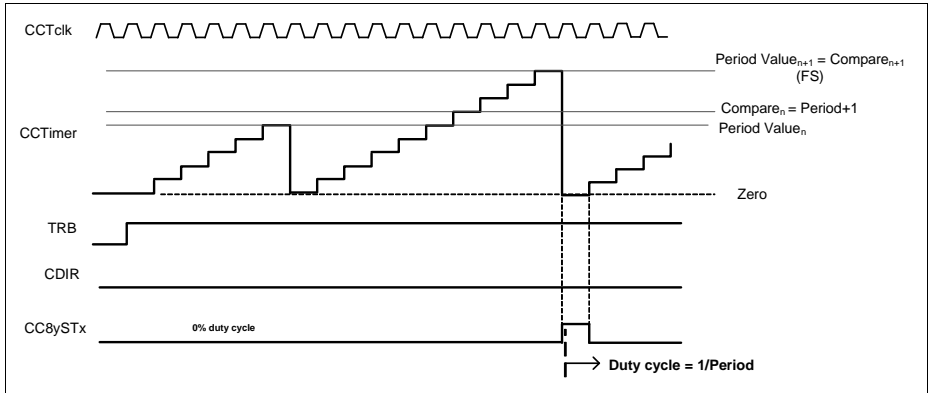 CCTclk
Period Valueₙ₊₁ = Compareₙ₊₁
(FS)
Compareₙ = Period+1
CCTimer
Period Valueₙ
Zero
TRB
CDIR
CC8ySTx
0% duty cycle
Duty cycle = 1/Period